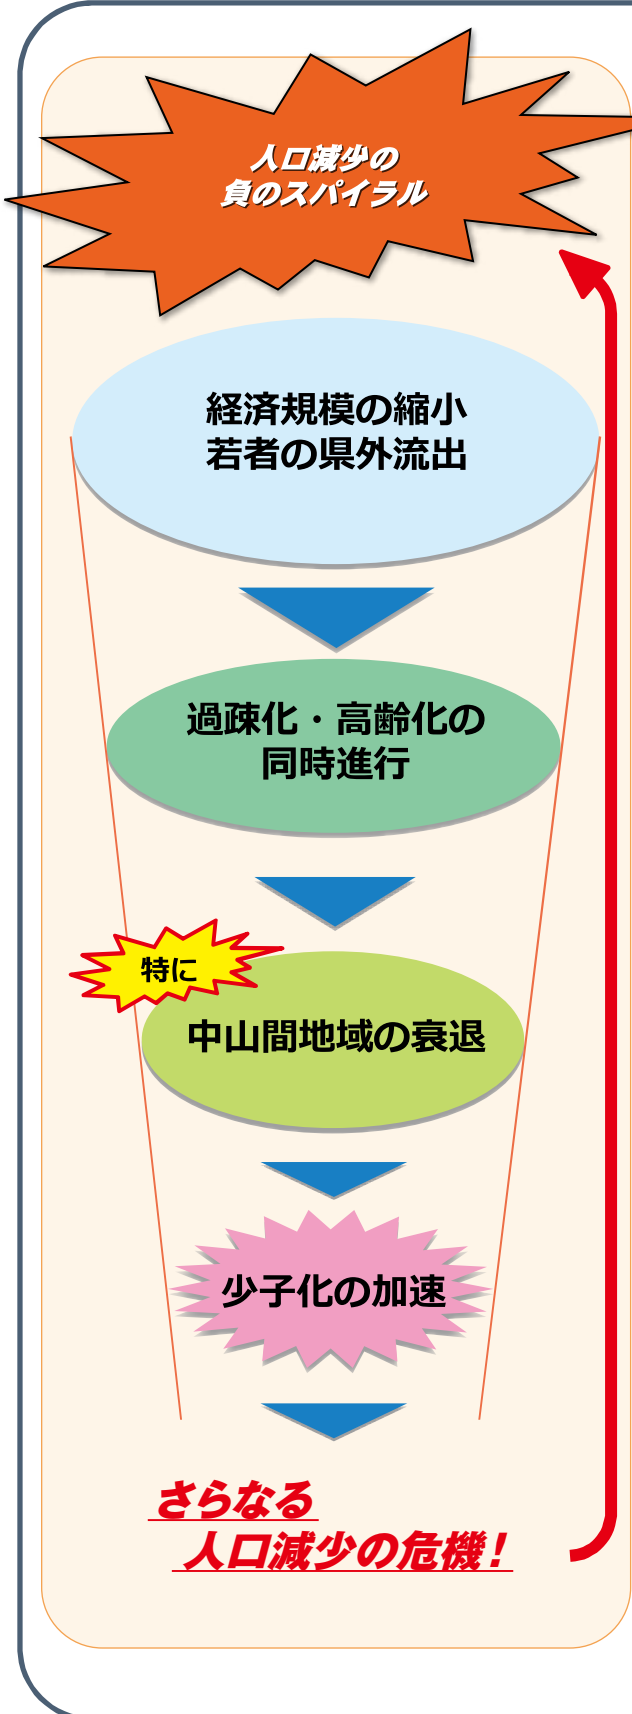 人口減少の
負のスパイラル
経済規模の縮小
若者の県外流出
過疎化・高齢化の
同時進行
特に
中山間地域の衰退
少子化の加速
さらなる
人口減少の危機！